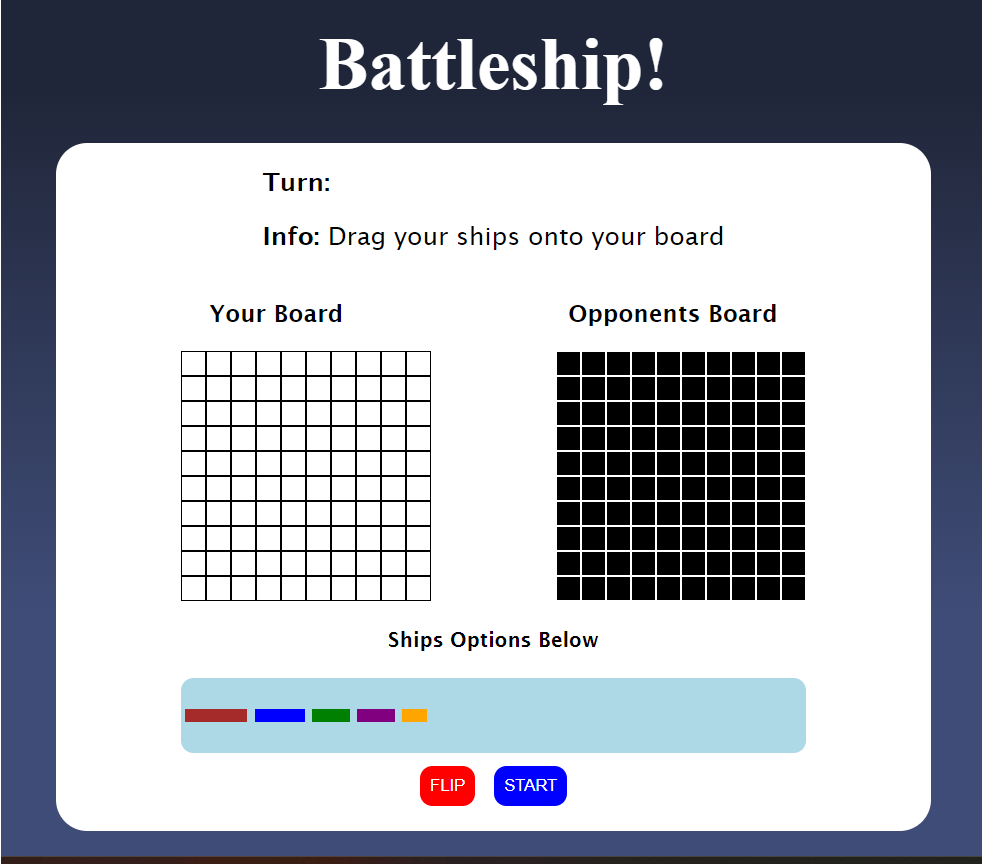 Battleship!
Turn:
Info: Drag your ships onto your board
Your Board
Opponents Board
Ships Options Below
FLIP
START